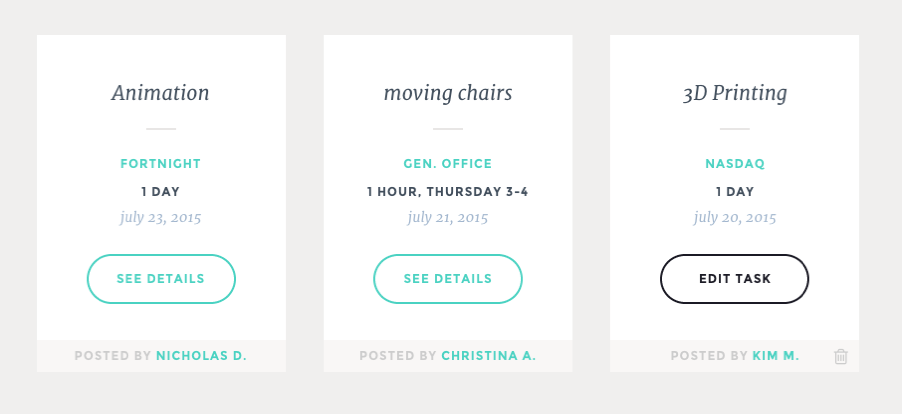 Animation
FORTNIGHT
1 DAY
july 23, 2015
SEE DETAILS
POSTED BY NICHOLAS D.
moving chairs
GEN. OFFICE
1 HOUR, THURSDAY 3-4
july 21, 2015
SEE DETAILS
POSTED BY CHRISTINA A.
3D Printing
NASDAQ
1 DAY
july 20, 2015
EDIT TASK
POSTED BY KIM M.